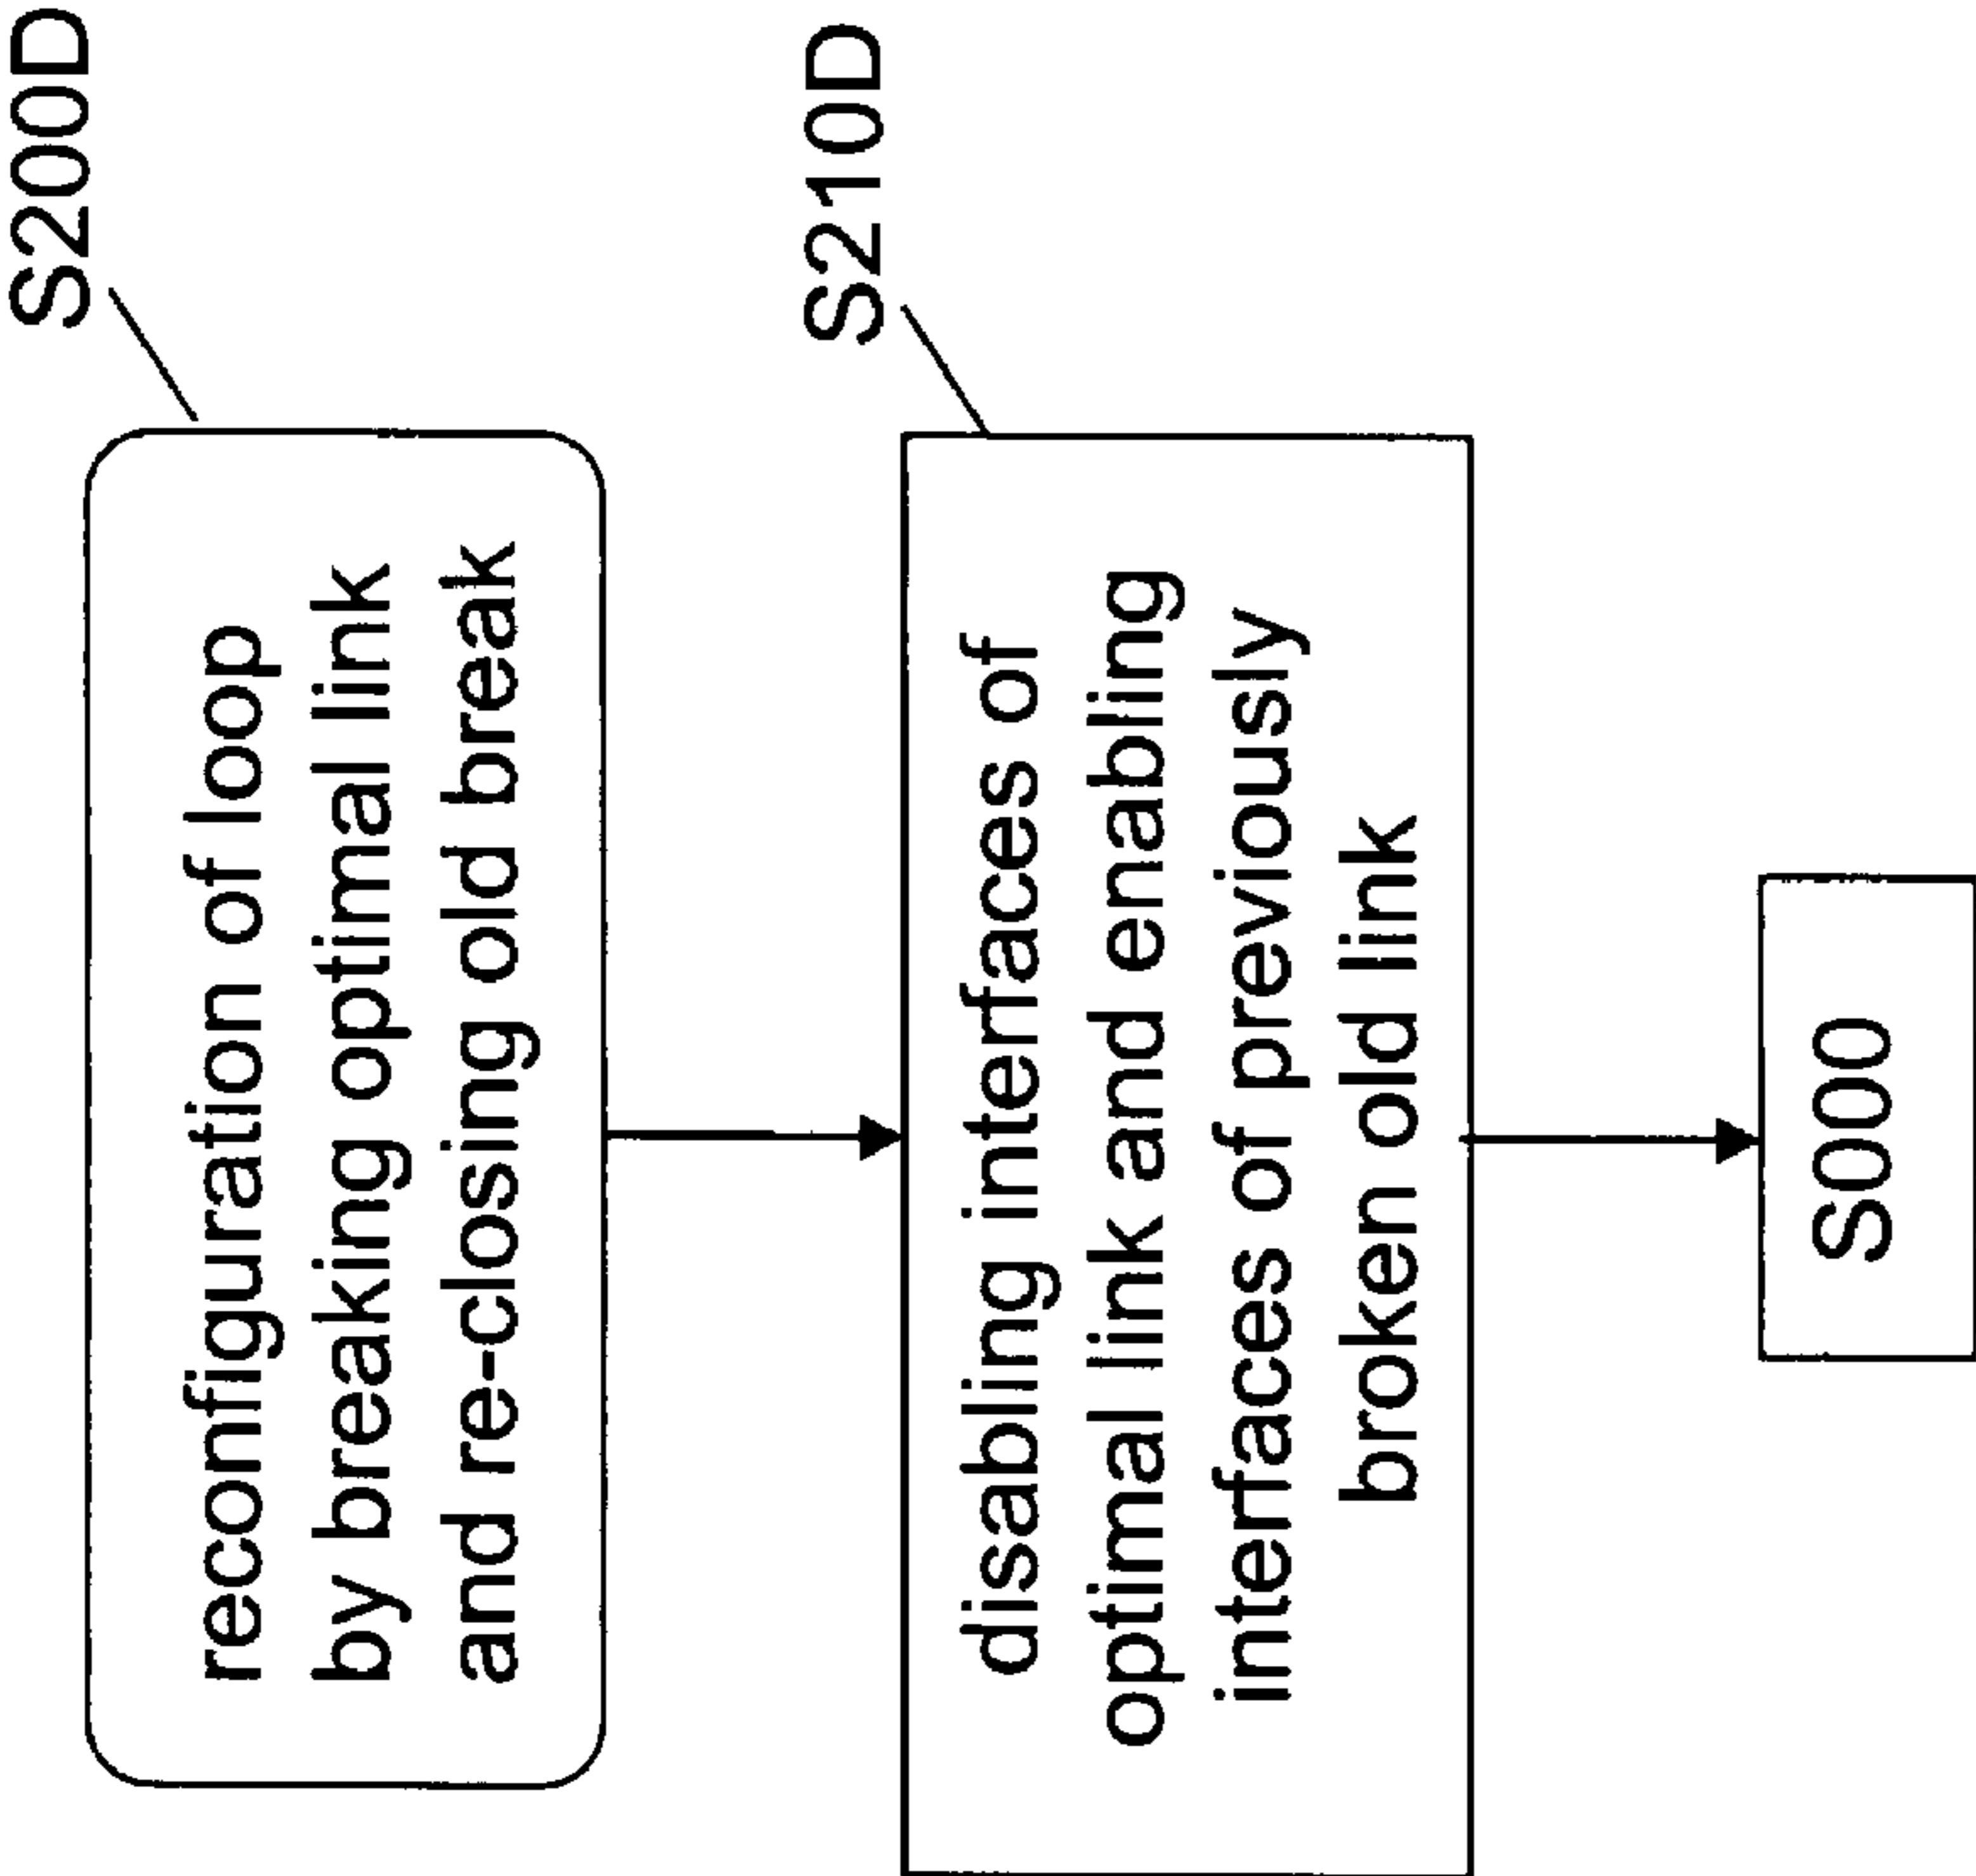 S200D
reconfiguration of loop
by breaking optimal link
and re-closing old break
S210D
disabling interfaces of
optimal link and enabling
interfaces of previously
broken old link
S000